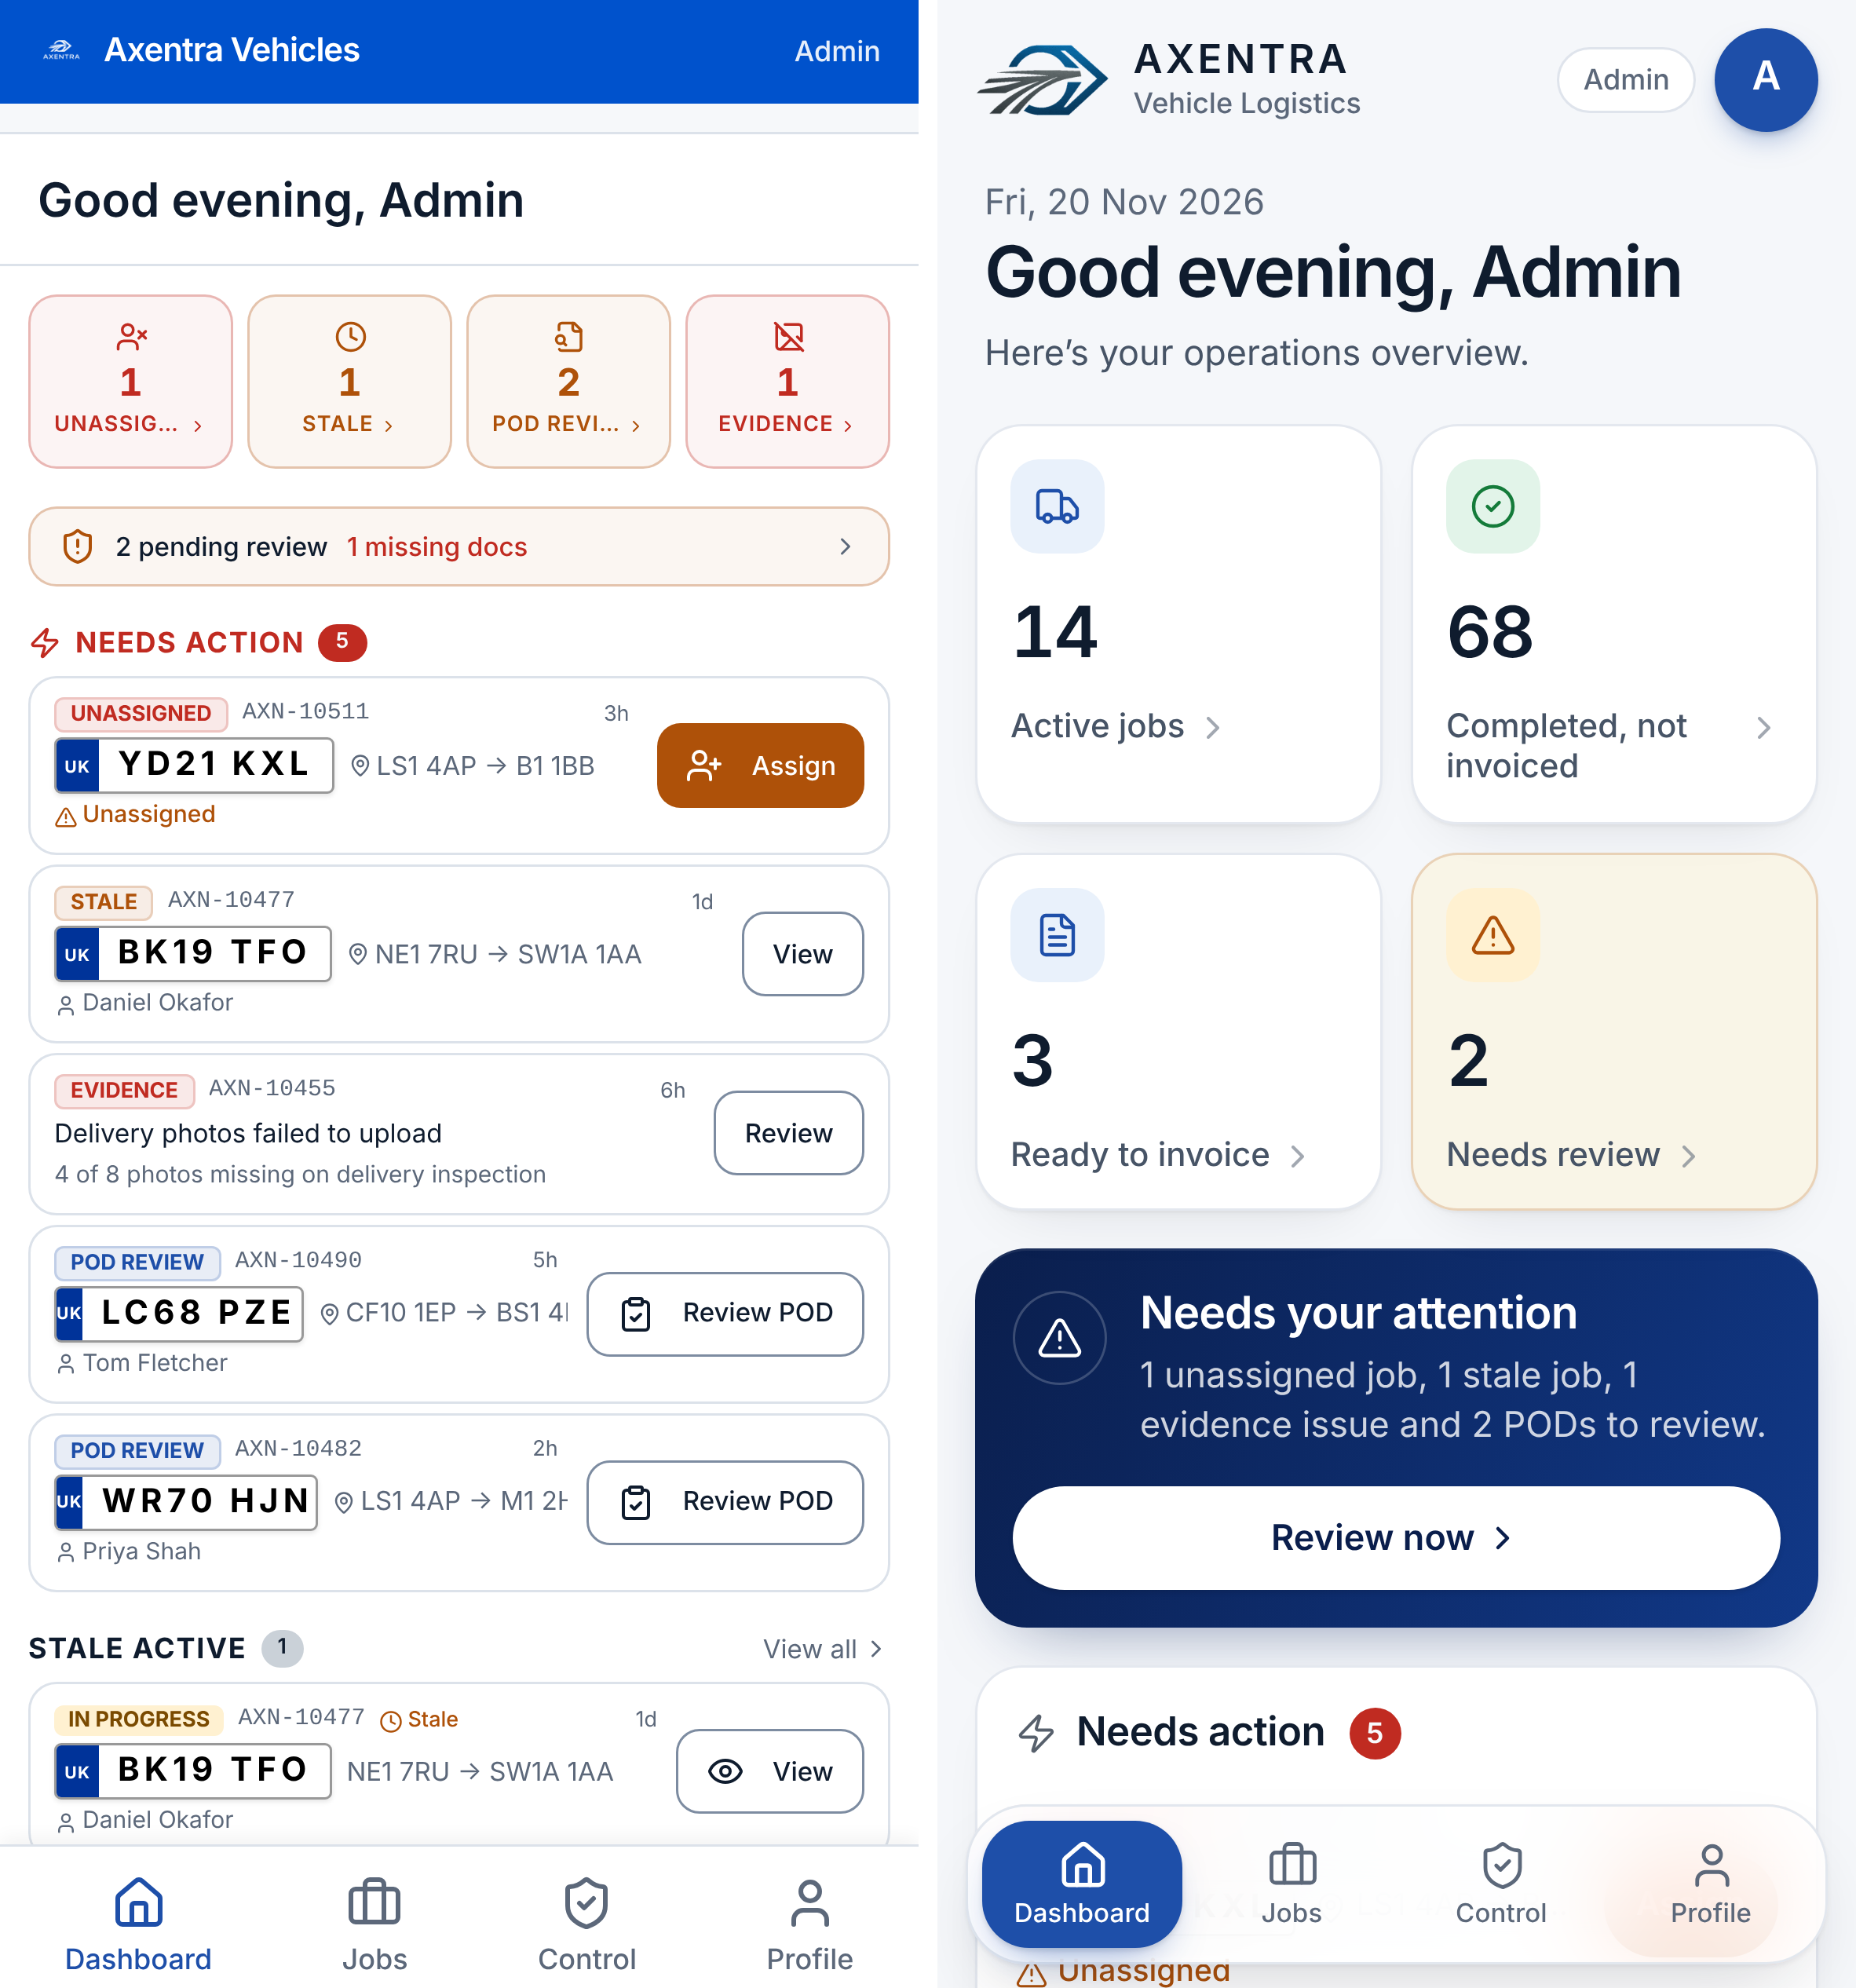 AXENTRA
Axentra Vehicles
Admin
Good evening, Admin
1
UNASSIG...
1
STALE
2
POD REVI...
1
EVIDENCE
2 pending review 1 missing docs
NEEDS ACTION 5
UNASSIGNED AXN-10511 3h
UK YD21 KXL LS1 4AP → B1 1BB
Assign
Unassigned
STALE AXN-10477 1d
UK BK19 TFO NE1 7RU → SW1A 1AA
View
Daniel Okafor
EVIDENCE AXN-10455 6h
Delivery photos failed to upload
Review
4 of 8 photos missing on delivery inspection
POD REVIEW AXN-10490 5h
UK LC68 PZE CF10 1EP → BS1 4
Review POD
Tom Fletcher
POD REVIEW AXN-10482 2h
UK WR70 HJN LS1 4AP → M1 2
Review POD
Priya Shah
STALE ACTIVE 1
View all
IN PROGRESS AXN-10477 Stale 1d
UK BK19 TFO NE1 7RU → SW1A 1AA
View
Daniel Okafor
Dashboard
Jobs
Control
Profile
AXENTRA
Vehicle Logistics
Admin
A
Fri, 20 Nov 2026
Good evening, Admin
Here’s your operations overview.
14
Active jobs
68
Completed, not
invoiced
3
Ready to invoice
2
Needs review
Needs your attention
1 unassigned job, 1 stale job, 1
evidence issue and 2 PODs to review.
Review now
Needs action 5
Dashboard
Jobs
Control
Profile
Unassigned